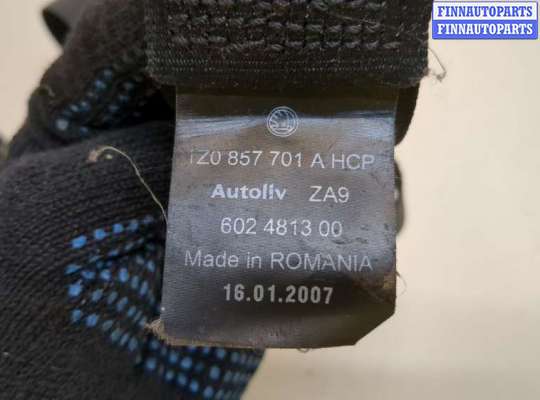 FINNAUTOPARTS
FINNAUTOPARTS
1Z0 857 701 A HCP
Autoliv ZA9
602 4813 00
Made in ROMANIA
16.01.2007